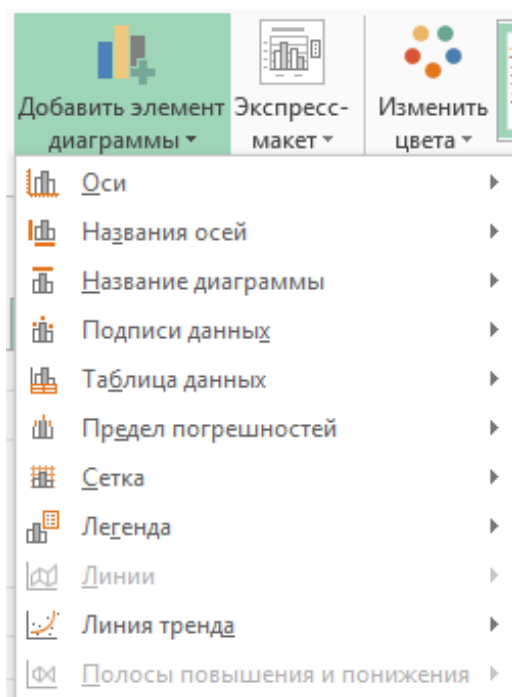 Добавить элемент диаграммы
Экспресс-макет
Изменить цвета
Оси
Названия осей
Название диаграммы
Подписи данных
Таблица данных
Предел погрешностей
Сетка
Легенда
Линии
Линия тренда
Полосы повышения и понижения